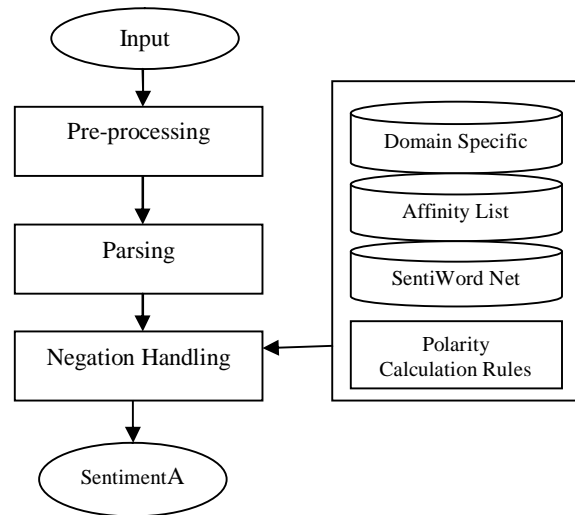 Input
Pre-processing
Parsing
Negation Handling
SentimentA
Domain Specific
Affinity List
SentiWord Net
Polarity
Calculation Rules